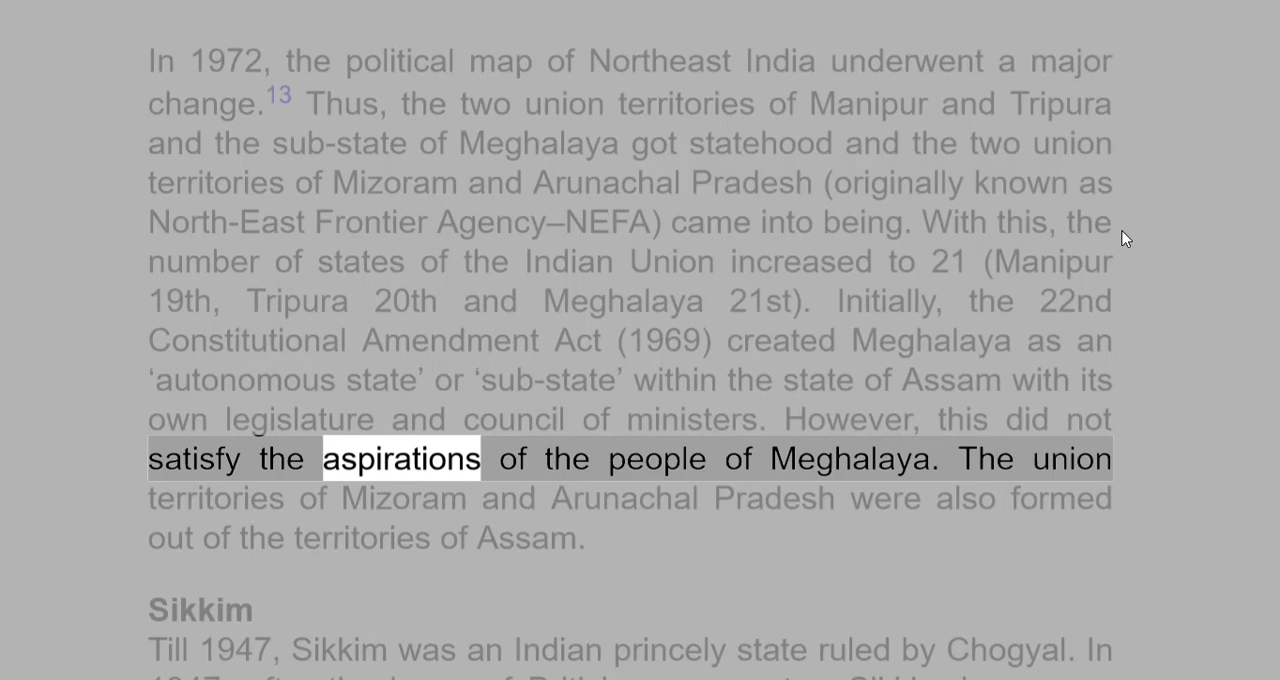 In 1972, the political map of Northeast India underwent a major
change.13 Thus, the two union territories of Manipur and Tripura
and the sub-state of Meghalaya got statehood and the two union
territories of Mizoram and Arunachal Pradesh (originally known as
North-East Frontier Agency–NEFA) came into being. With this, the
number of states of the Indian Union increased to 21 (Manipur
19th, Tripura 20th and Meghalaya 21st). Initially, the 22nd
Constitutional Amendment Act (1969) created Meghalaya as an
‘autonomous state’ or ‘sub-state’ within the state of Assam with its
own legislature and council of ministers. However, this did not
satisfy the aspirations of the people of Meghalaya. The union
territories of Mizoram and Arunachal Pradesh were also formed
out of the territories of Assam.
Sikkim
Till 1947, Sikkim was an Indian princely state ruled by Chogyal. In